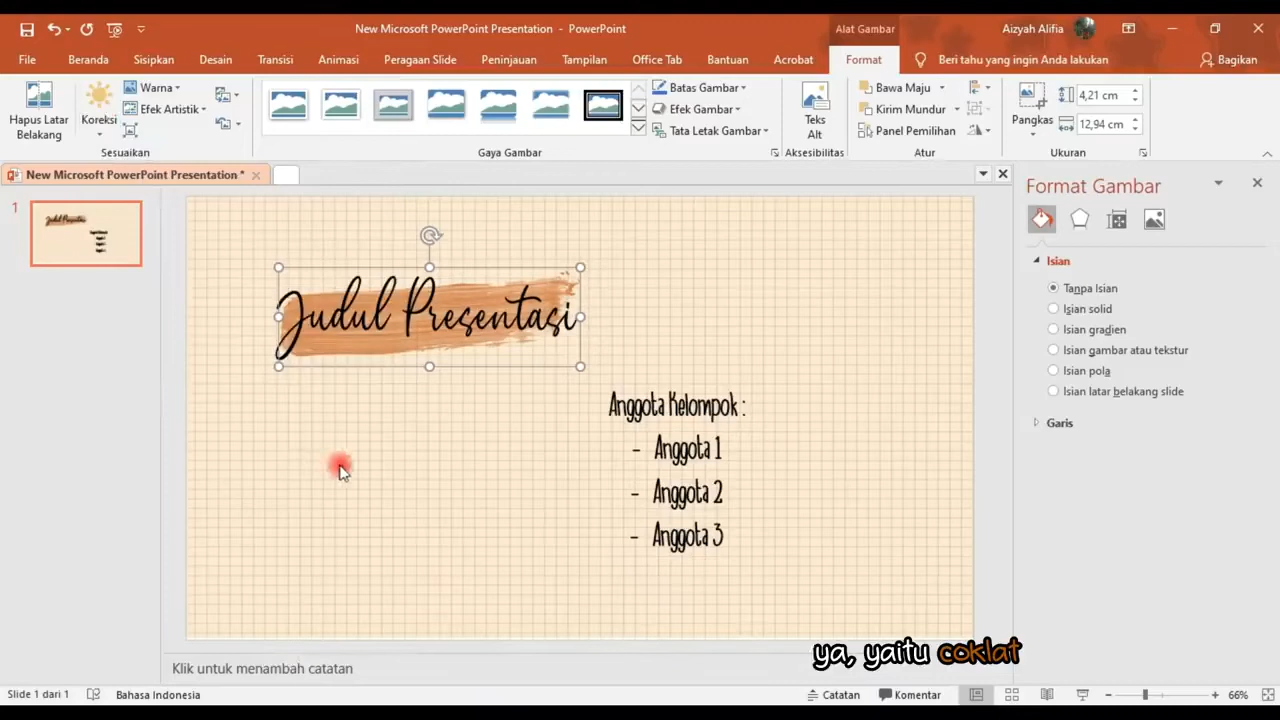 New Microsoft PowerPoint Presentation - PowerPoint
Alat Gambar
Aizyah Alifia
File Beranda Sisipkan Desain Transisi Animasi Peragaan Slide Peninjauan Tampilan Office Tab Bantuan Acrobat Format Beri tahu yang ingin Anda lakukan Bagikan
Hapus Latar Belakang
Koreksi
Warna
Efek Artistik
Sesuaikan
Gaya Gambar
Batas Gambar
Efek Gambar
Tata Letak Gambar
Teks Alt
Aksesibilitas
Bawa Maju
Kirim Mundur
Panel Pemilihan
Atur
Pangkas
4,21 cm
12,94 cm
Ukuran
New Microsoft PowerPoint Presentation *
1
Judul Presentasi
Anggota Kelompok :
- Anggota 1
- Anggota 2
- Anggota 3
Format Gambar
Isian
Tanpa Isian
Isian solid
Isian gradien
Isian gambar atau tekstur
Isian pola
Isian latar belakang slide
Garis
ya, yaitu coklat
Klik untuk menambah catatan
Slide 1 dari 1 Bahasa Indonesia Catatan Komentar 66%